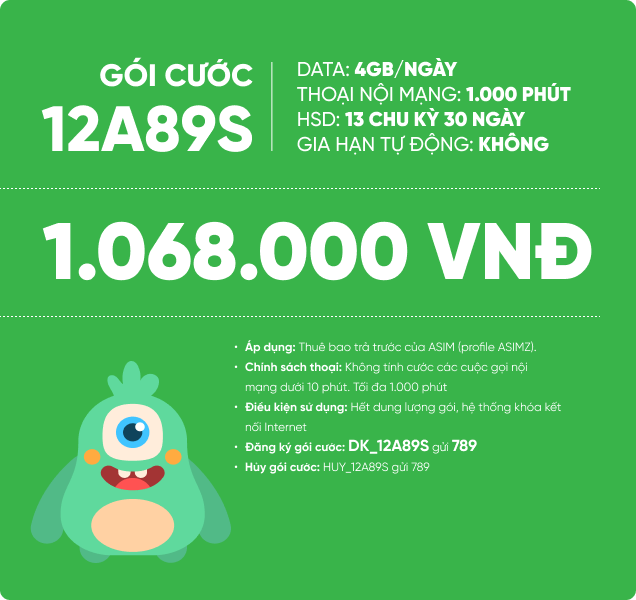 GÓI CƯỚC
12A89S
DATA: 4GB/NGÀY
THOẠI NỘI MẠNG: 1.000 PHÚT
HSD: 13 CHU KỲ 30 NGÀY
GIA HẠN TỰ ĐỘNG: KHÔNG
1.068.000 VNĐ
• Áp dụng: Thuê bao trả trước của ASIM (profile ASIMZ).
• Chính sách thoại: Không tính cước các cuộc gọi nội
mạng dưới 10 phút. Tối đa 1.000 phút
• Điều kiện sử dụng: Hết dung lượng gói, hệ thống khóa kết
nối Internet
• Đăng ký gói cước: DK_12A89S gửi 789
• Hủy gói cước: HUY_12A89S gửi 789